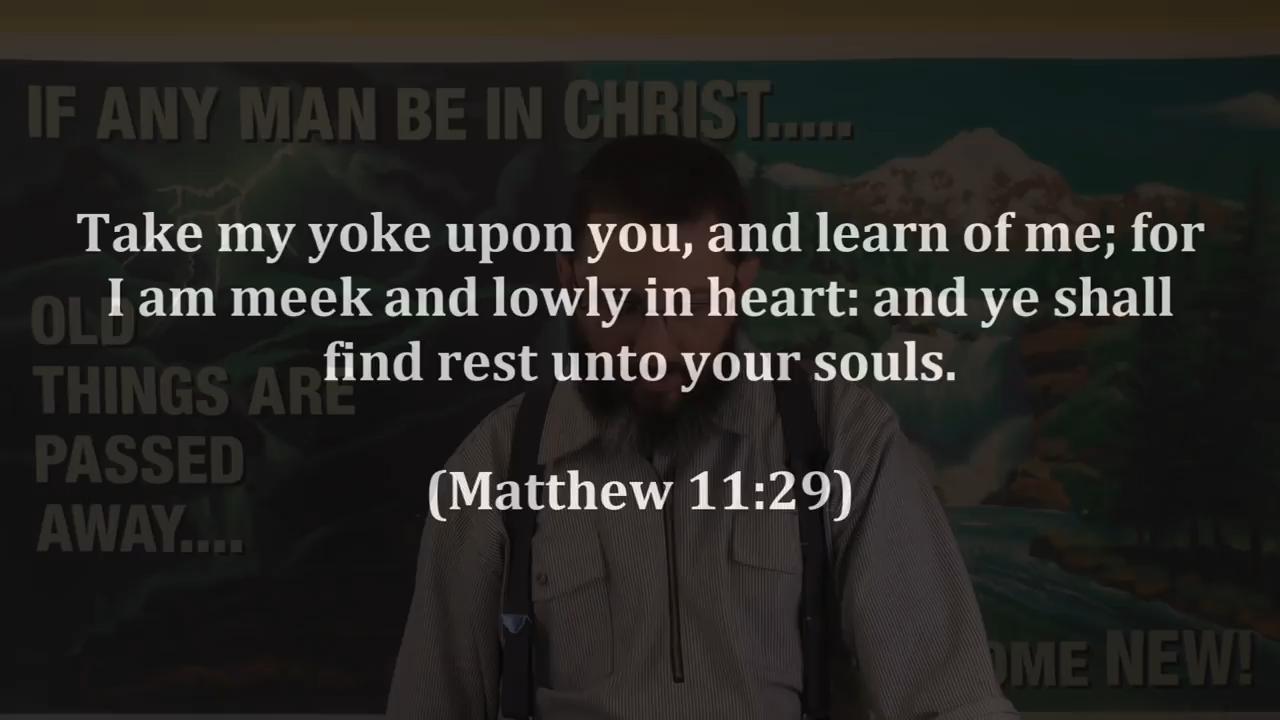 IF ANY MAN BE IN CHRIST.....
Take my yoke upon you, and learn of me; for
I am meek and lowly in heart: and ye shall
find rest unto your souls.
(Matthew 11:29)
OLD
THINGS ARE
PASSED
AWAY....
NEW!